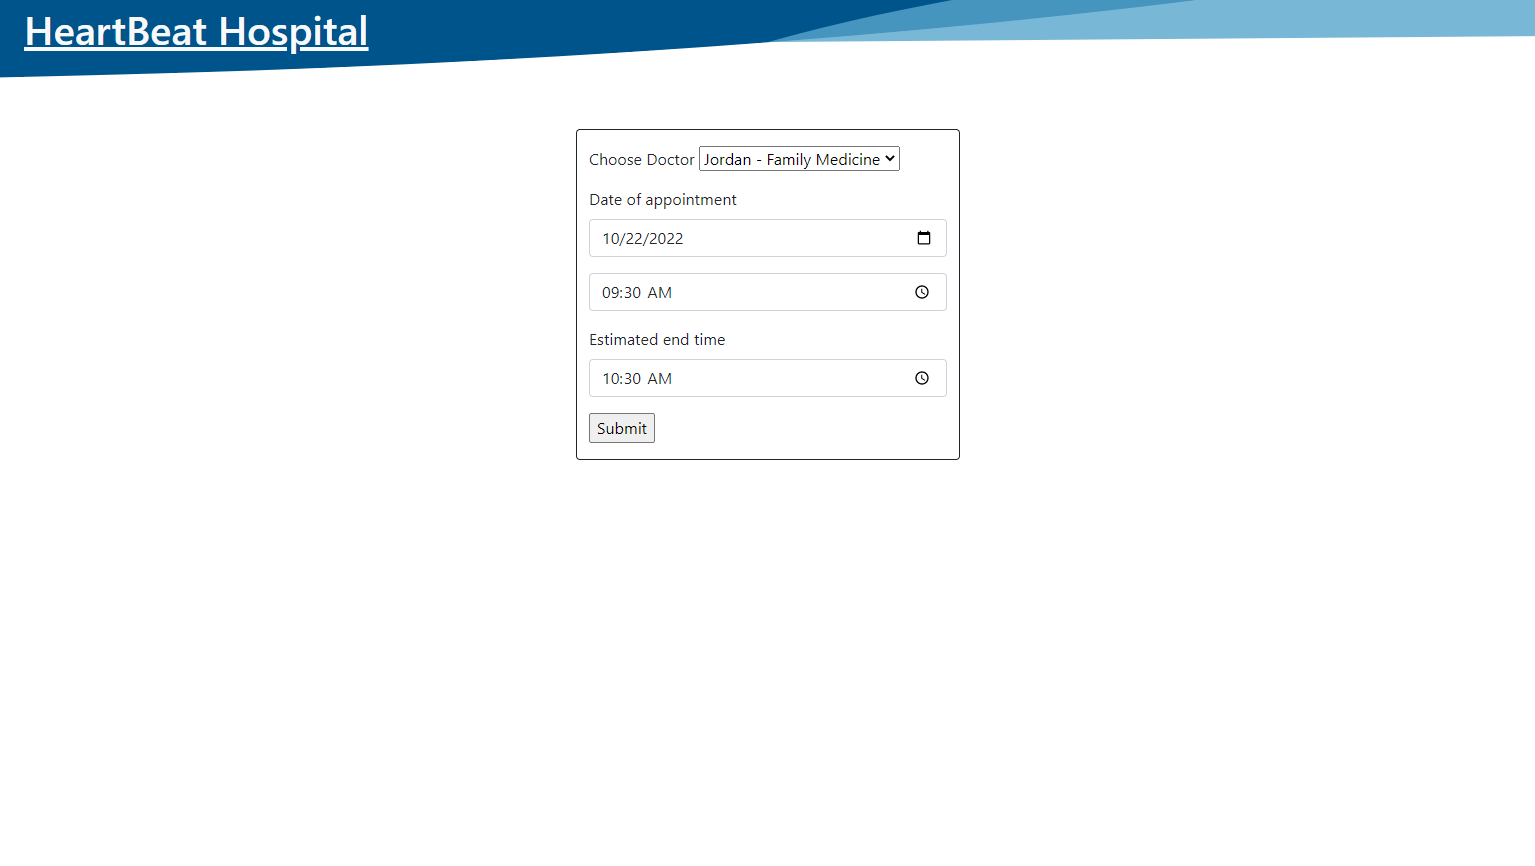 HeartBeat Hospital
Choose Doctor Jordan - Family Medicine
Date of appointment
10/22/2022
09:30 AM
Estimated end time
10:30 AM
Submit